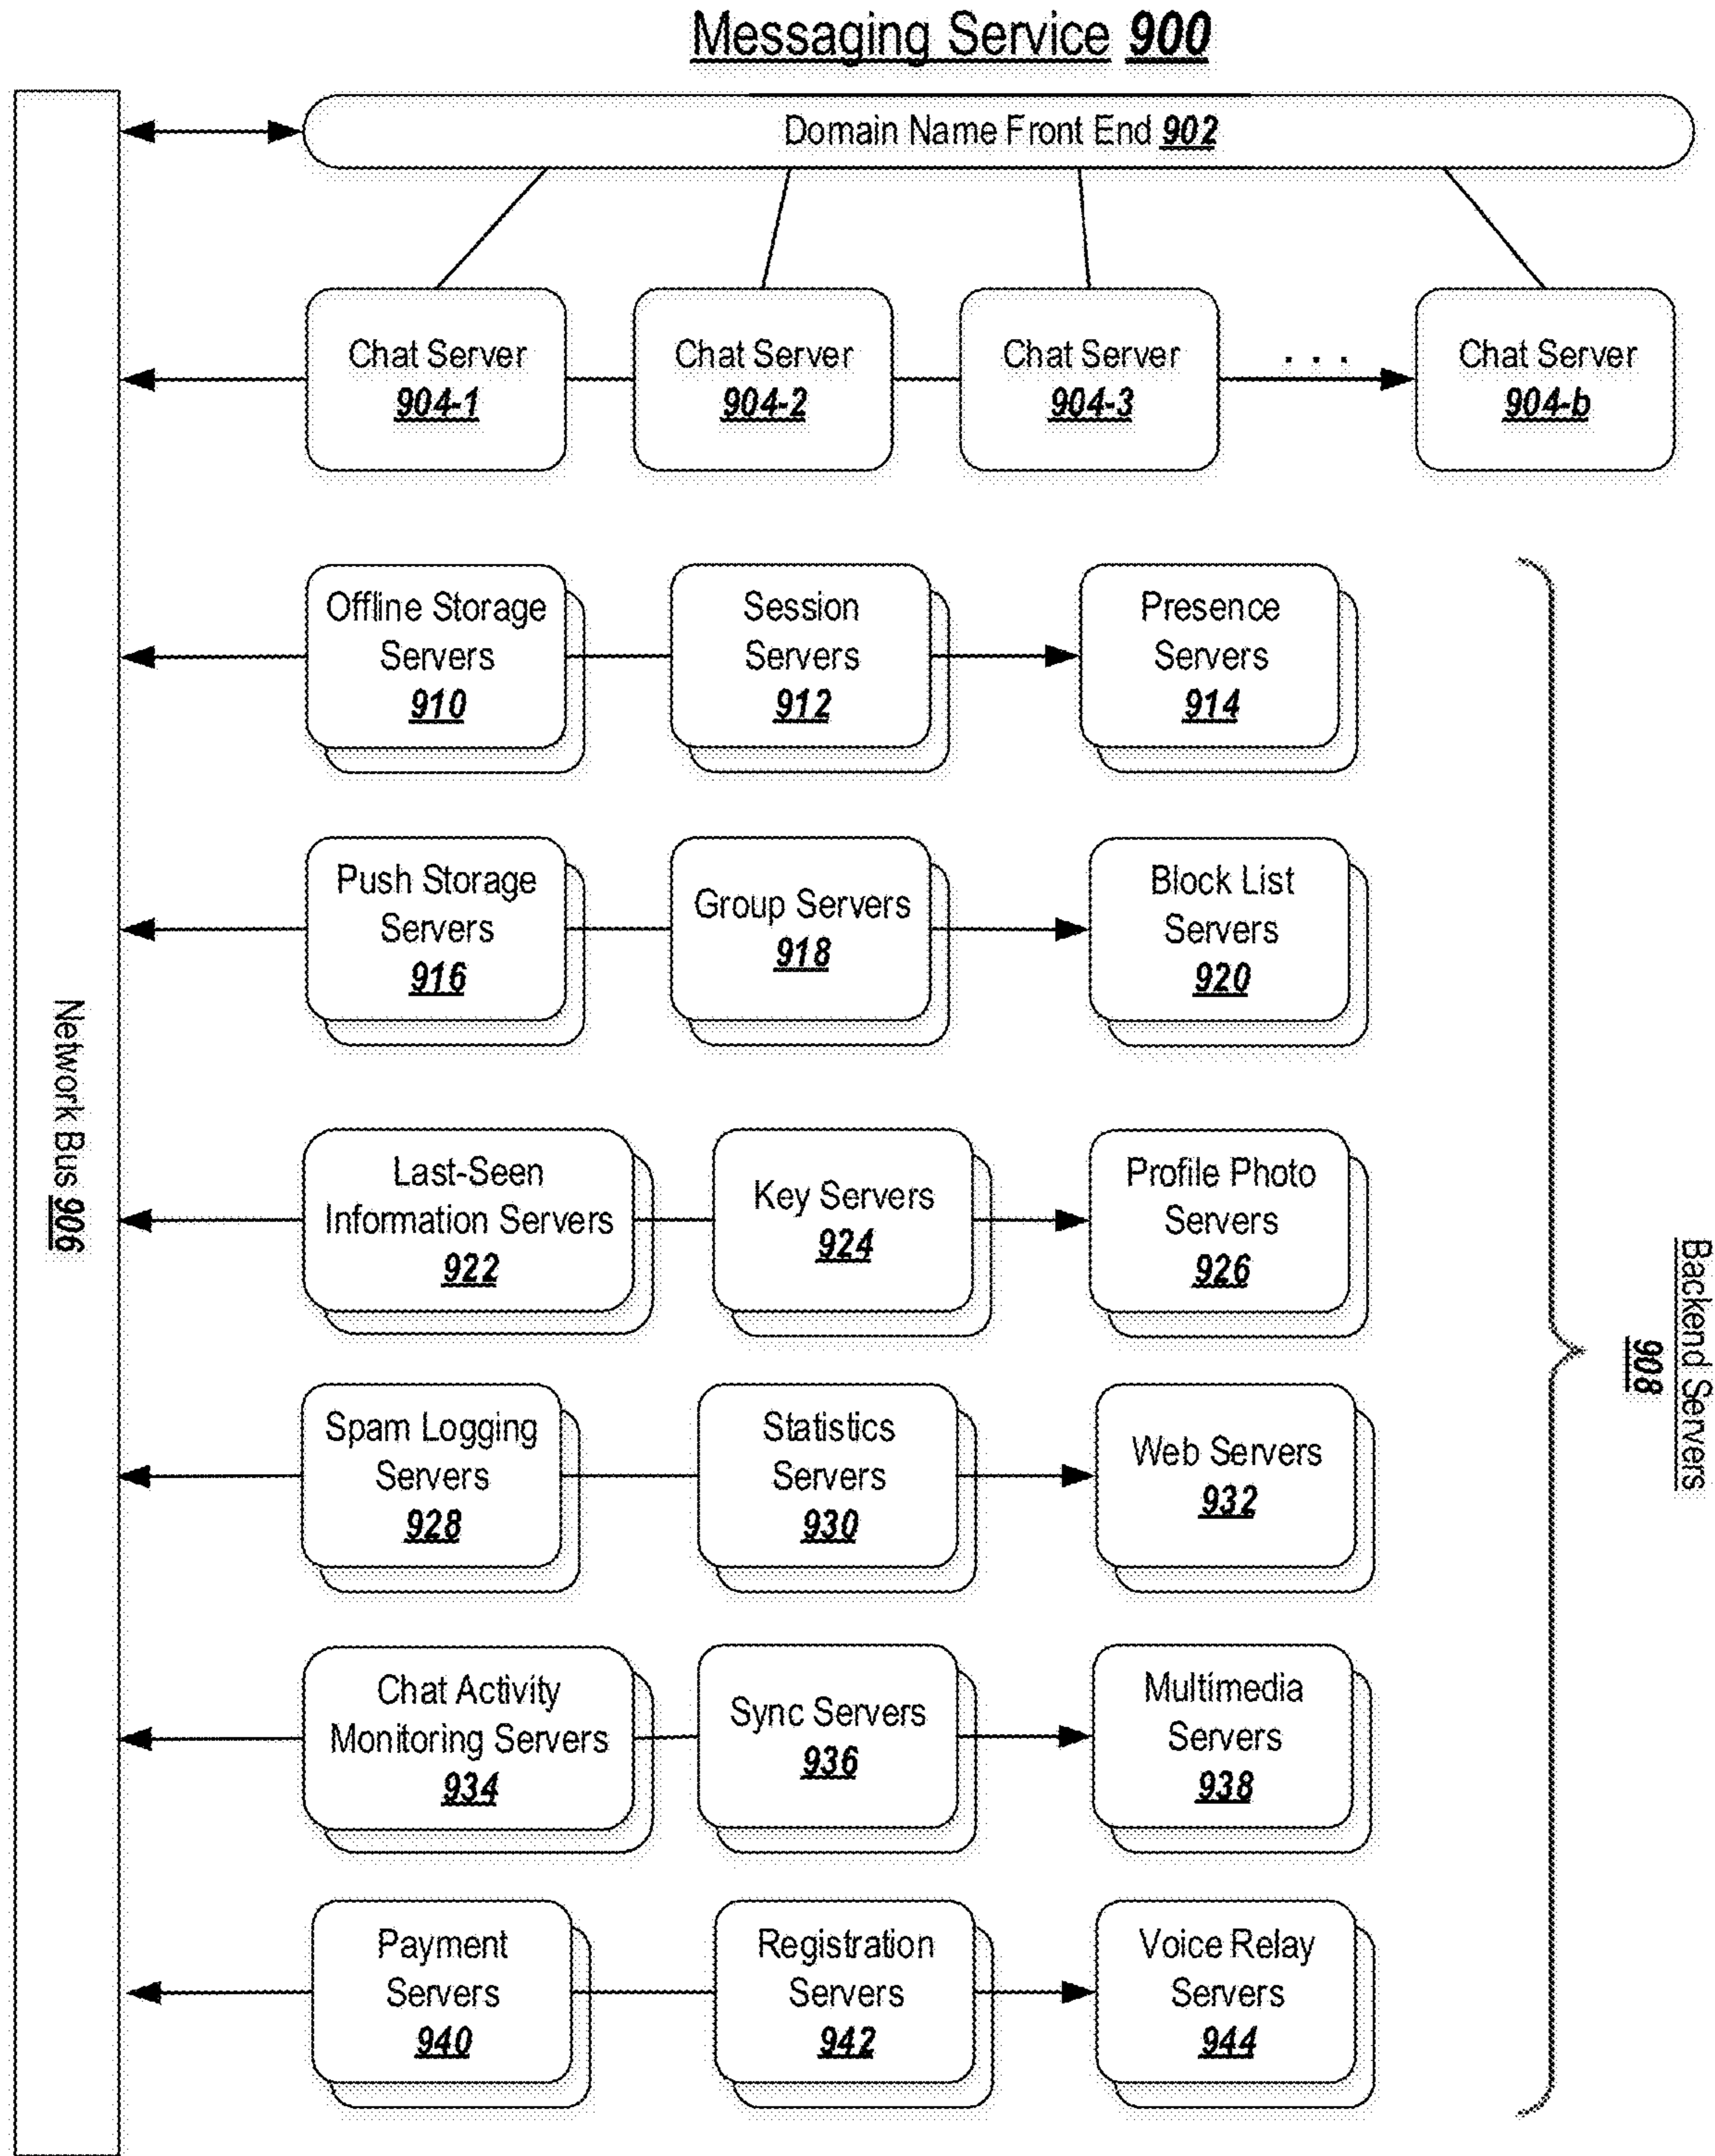 Messaging Service 900
Domain Name Front End 902
Chat Server
904-1
Chat Server
904-2
Chat Server
904-3
. . .
Chat Server
904-b
Offline Storage
Servers
910
Session
Servers
912
Presence
Servers
914
Push Storage
Servers
916
Group Servers
918
Block List
Servers
920
Network Bus 906
Last-Seen
Information Servers
922
Key Servers
924
Profile Photo
Servers
926
Backend Servers
908
Spam Logging
Servers
928
Statistics
Servers
930
Web Servers
932
Chat Activity
Monitoring Servers
934
Sync Servers
936
Multimedia
Servers
938
Payment
Servers
940
Registration
Servers
942
Voice Relay
Servers
944